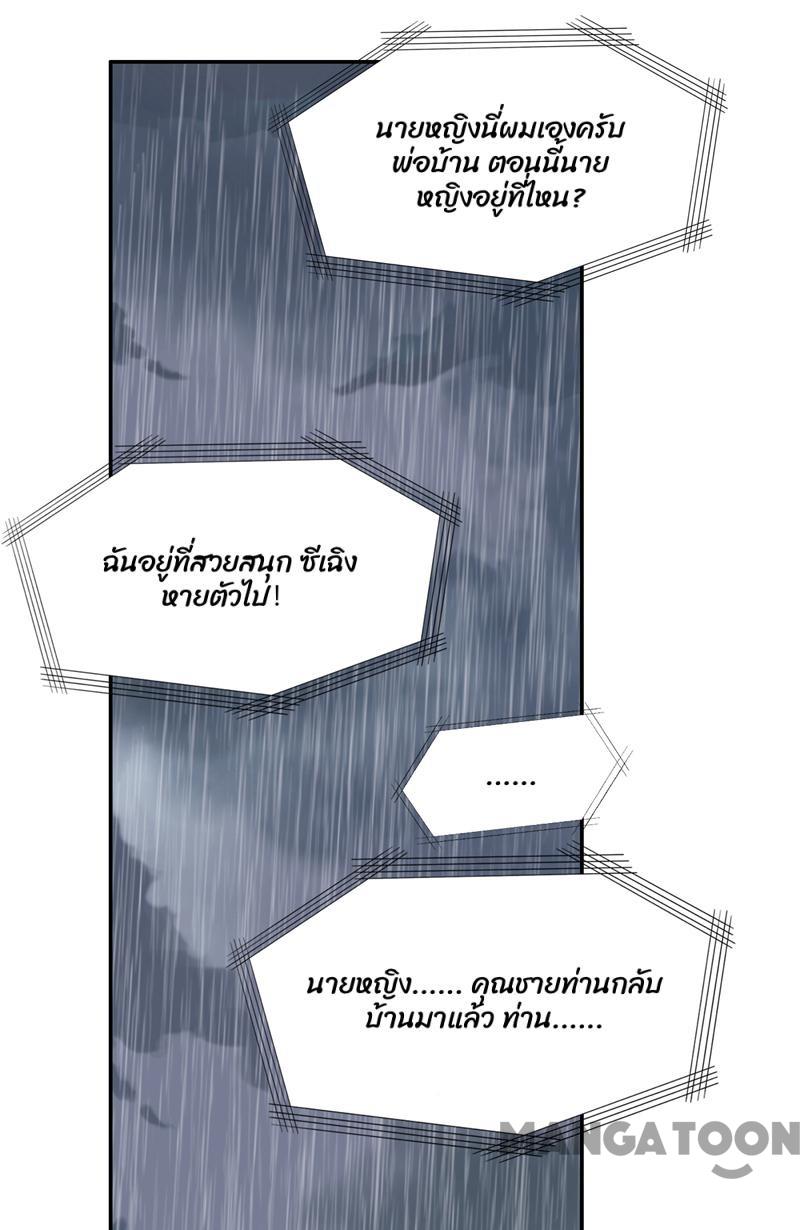 นายหญิงนี่ผมเองครับ
พ่อบ้าน ตอนนี้นาย
หญิงอยู่ที่ไหน?
ฉันอยู่ที่สวยสนุก ซีเฉิง
หายตัวไป!
......
นายหญิง...... คุณชายท่านกลับ
บ้านมาแล้ว ท่าน......
MANGATOON